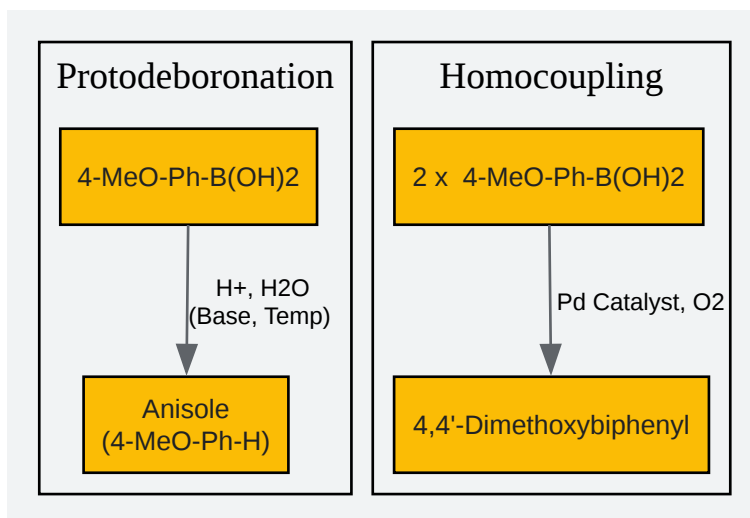 Protodeboronation
4-MeO-Ph-B(OH)2
H+, H2O
(Base, Temp)
Anisole
(4-MeO-Ph-H)
Homocoupling
2 x  4-MeO-Ph-B(OH)2
Pd Catalyst, O2
4,4'-Dimethoxybiphenyl